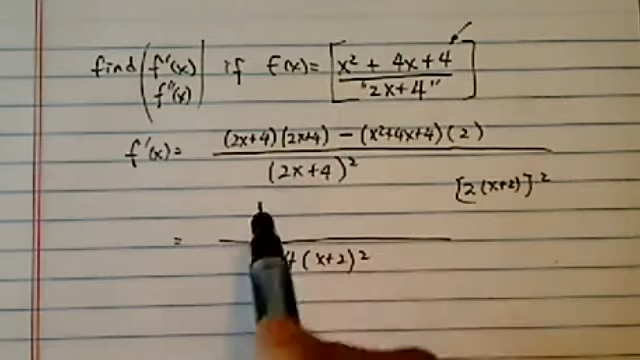 find f'(x) if f(x) = [x² + 4x+4 / "2x+4"]
f''(x)
f'(x) = (2x+4)(2x+4) - (x²+4x+4)(2) / (2x+4)²
[2(x+2)]²
= 4(x+2)²